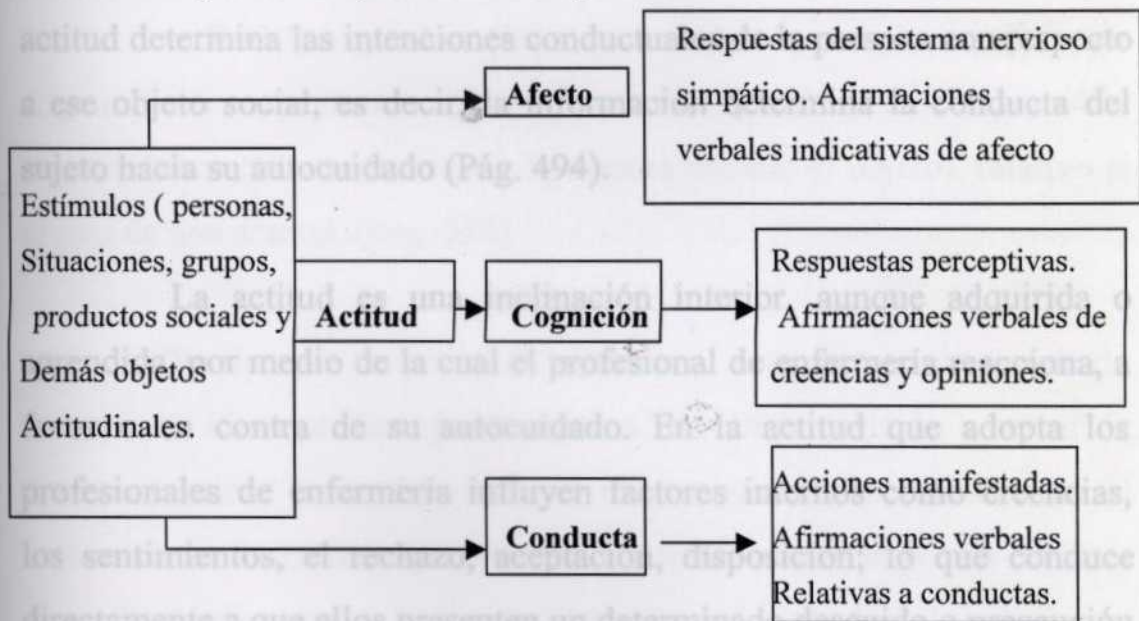 Afecto
Respuestas del sistema nervioso
simpático. Afirmaciones
verbales indicativas de afecto
Estímulos ( personas,
Situaciones, grupos,
productos sociales y
Demás objetos
Actitudinales.
Actitud
Cognición
Respuestas perceptivas.
Afirmaciones verbales de
creencias y opiniones.
Conducta
Acciones manifestadas.
Afirmaciones verbales
Relativas a conductas.
actitud determina las intenciones
a ese objeto social, es decir, la información determina la conducta del
sujeto hacia su autocuidado (Pág. 494).
La actitud es una inclinación interior, aunque adquirida o
por medio de la cual el profesional de enfermería reacciona, a
contra de su autocuidado. En la actitud que adopta los
profesionales de enfermería influyen factores internos como creencias,
los sentimientos, el rechazo, aceptación, disposición; lo que conduce
directamente a que ellos presenten un determinado